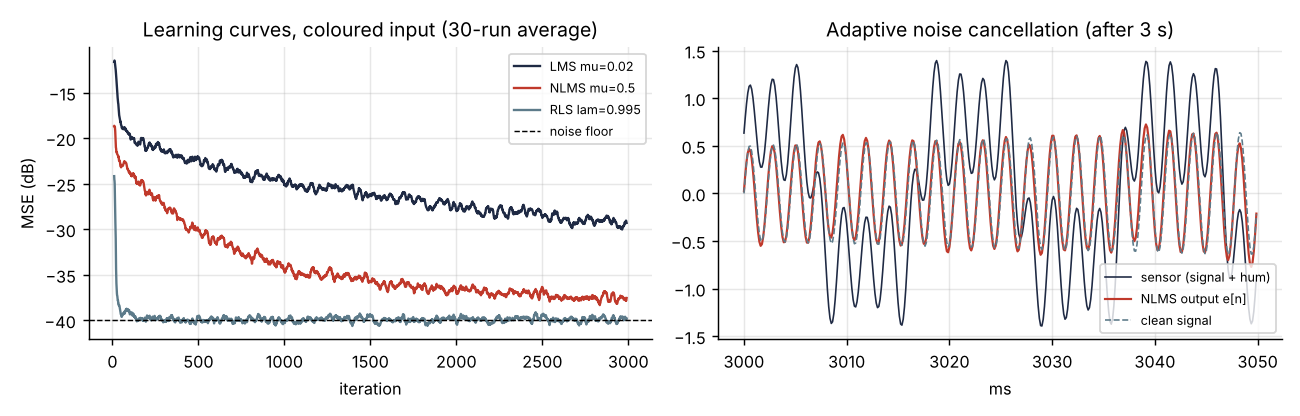 Learning curves, coloured input (30-run average)
LMS mu=0.02
NLMS mu=0.5
RLS lam=0.995
noise floor
MSE (dB)
−15
−20
−25
−30
−35
−40
0
500
1000
1500
2000
2500
3000
iteration
Adaptive noise cancellation (after 3 s)
1.5
1.0
0.5
0.0
−0.5
−1.0
−1.5
sensor (signal + hum)
NLMS output e[n]
clean signal
3000
3010
3020
3030
3040
3050
ms